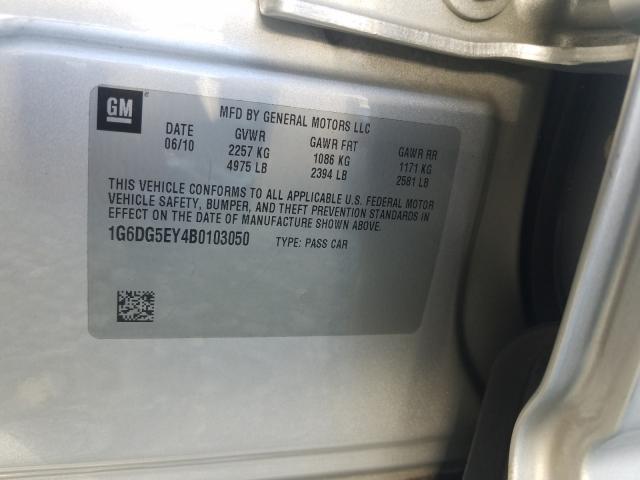 GM
MFD BY GENERAL MOTORS LLC
DATE GVWR GAWR FRT GAWR RR
06/10 2257 KG 1086 KG 1171 KG
4975 LB 2394 LB 2581 LB
THIS VEHICLE CONFORMS TO ALL APPLICABLE U.S. FEDERAL MOTOR
VEHICLE SAFETY, BUMPER, AND THEFT PREVENTION STANDARDS IN
EFFECT ON THE DATE OF MANUFACTURE SHOWN ABOVE.
1G6DG5EY4B0103050 TYPE: PASS CAR